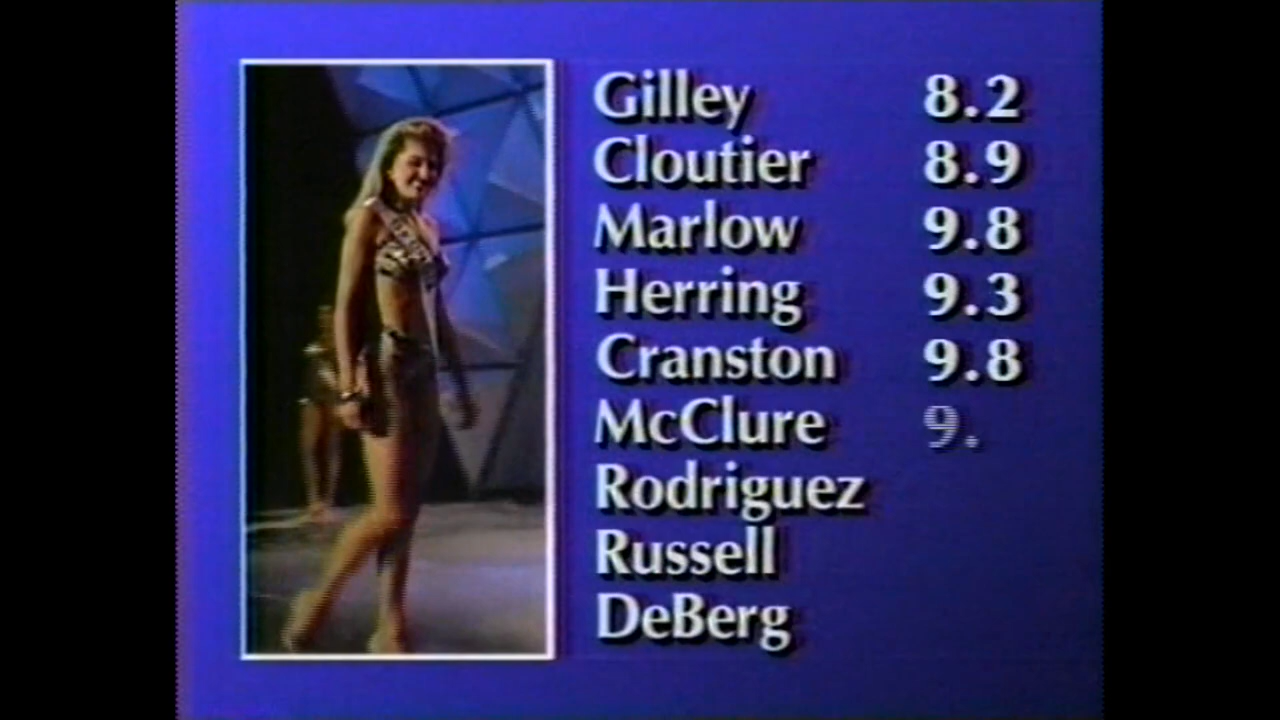 Gilley 8.2
Cloutier 8.9
Marlow 9.8
Herring 9.3
Cranston 9.8
McClure 9.
Rodriguez
Russell
DeBerg